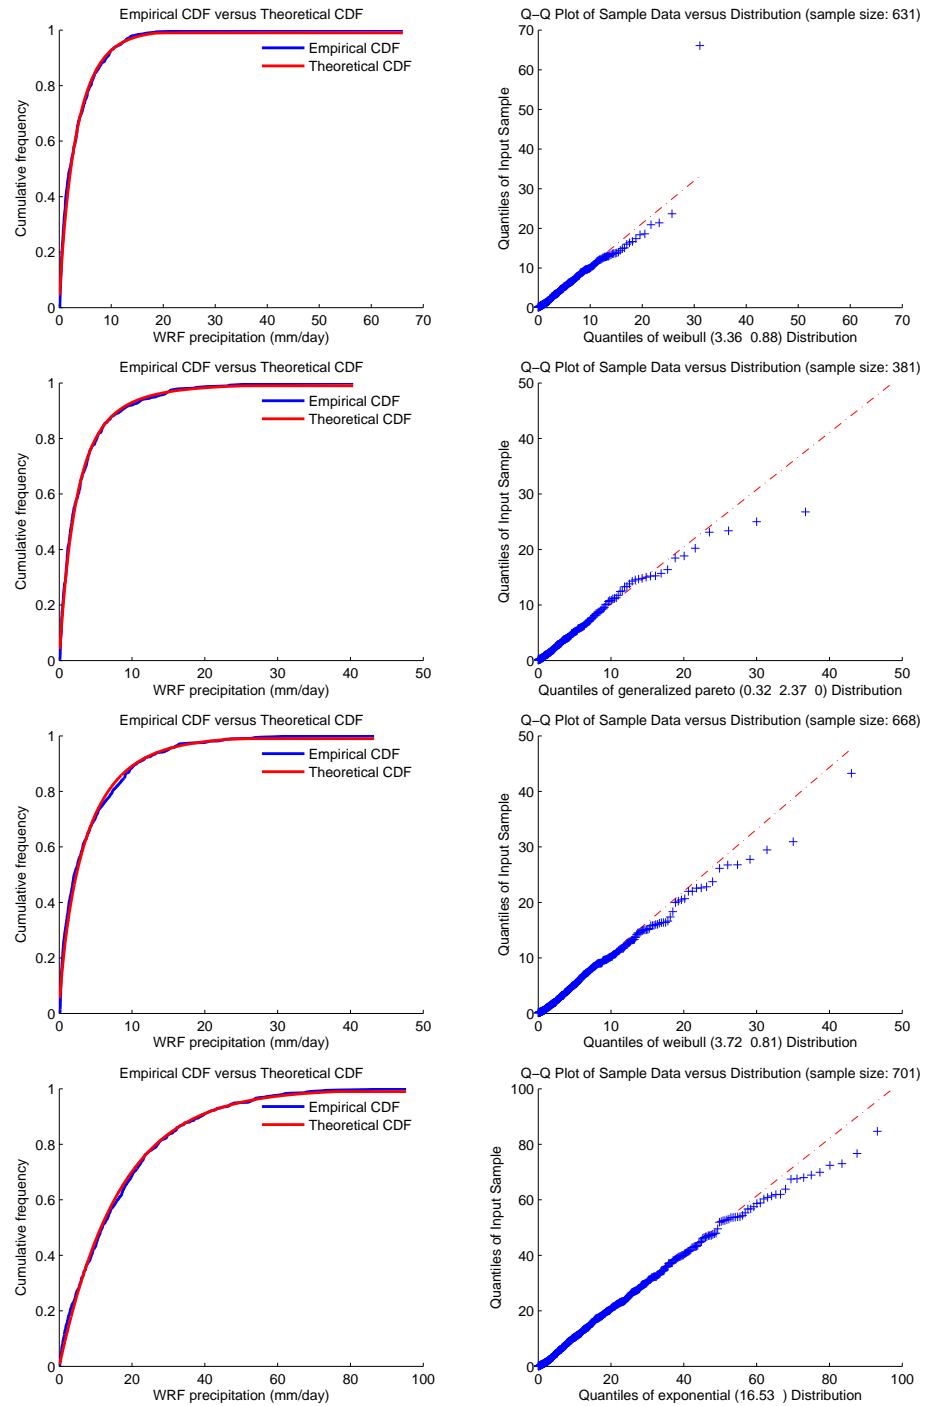 Empirical CDF versus Theoretical CDF
1
0.8
0.6
0.4
0.2
0
Cumulative frequency
Empirical CDF
Theoretical CDF
0 10 20 30 40 50 60 70
WRF precipitation (mm/day)
Q−Q Plot of Sample Data versus Distribution (sample size: 631)
70
60
50
40
30
20
10
0
Quantiles of Input Sample
0 10 20 30 40 50 60 70
Quantiles of weibull (3.36 0.88) Distribution
Empirical CDF versus Theoretical CDF
1
0.8
0.6
0.4
0.2
0
Cumulative frequency
Empirical CDF
Theoretical CDF
0 10 20 30 40 50
WRF precipitation (mm/day)
Q−Q Plot of Sample Data versus Distribution (sample size: 381)
50
40
30
20
10
0
Quantiles of Input Sample
0 10 20 30 40 50
Quantiles of generalized pareto (0.32 2.37 0) Distribution
Empirical CDF versus Theoretical CDF
1
0.8
0.6
0.4
0.2
0
Cumulative frequency
Empirical CDF
Theoretical CDF
0 10 20 30 40 50
WRF precipitation (mm/day)
Q−Q Plot of Sample Data versus Distribution (sample size: 668)
50
40
30
20
10
0
Quantiles of Input Sample
0 10 20 30 40 50
Quantiles of weibull (3.72 0.81) Distribution
Empirical CDF versus Theoretical CDF
1
0.8
0.6
0.4
0.2
0
Cumulative frequency
Empirical CDF
Theoretical CDF
0 20 40 60 80 100
WRF precipitation (mm/day)
Q−Q Plot of Sample Data versus Distribution (sample size: 701)
100
80
60
40
20
0
Quantiles of Input Sample
0 20 40 60 80 100
Quantiles of exponential (16.53 ) Distribution